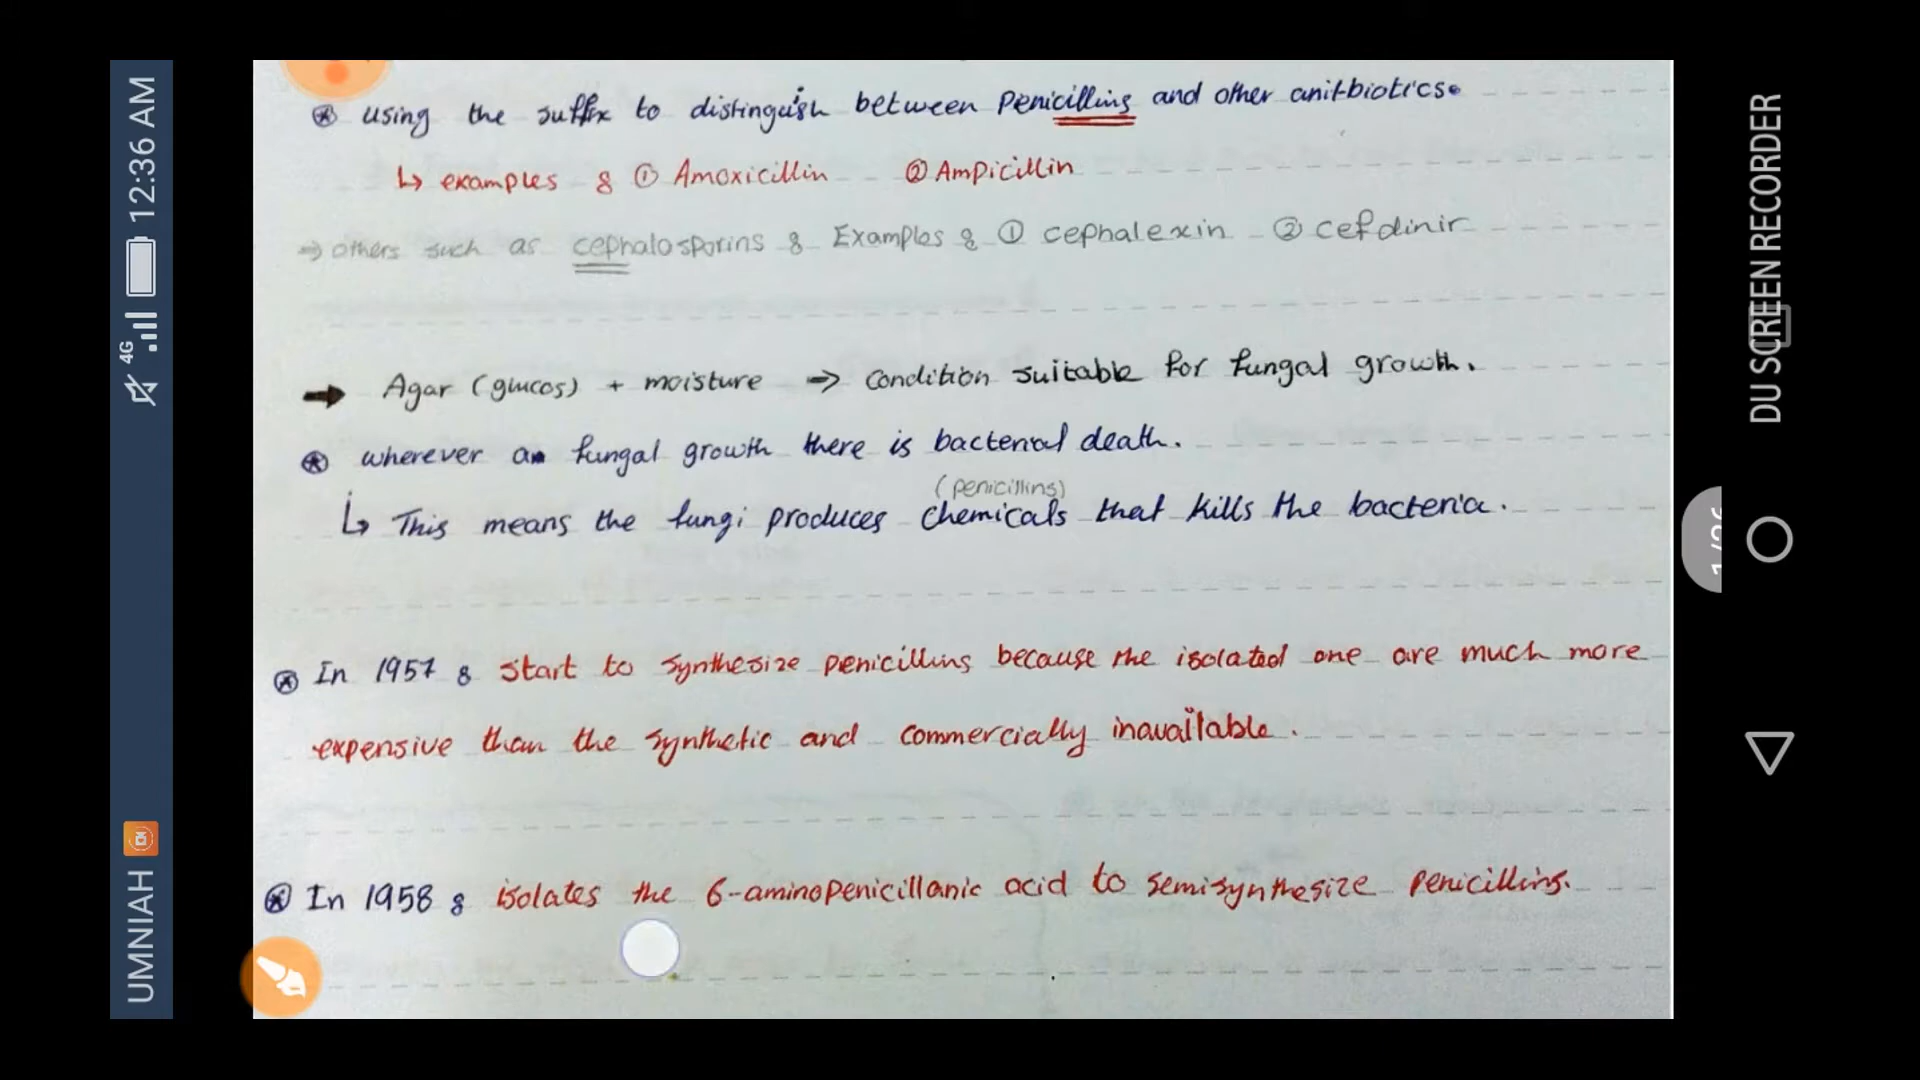 ⊛ using the suffix to distinguish between Penicillins and other anitbiotics.
↳ examples : ① Amoxicillin ② Ampicillin
⇒ others such as cephalosporins : Examples : ① cephalexin ② cefdinir
➡ Agar (glucos) + moisture ⇒ Condition suitable for fungal growth.
⊛ wherever a fungal growth there is bacterial death.
(penicillins)
↳ This means the fungi produces chemicals that kills the bacteria.
⊛ In 1957 : start to synthesize penicillins because the isolated one are much more
expensive than the synthetic and commercially inavailable.
⊛ In 1958 : isolates the 6-aminopenicillanic acid to semisynthesize penicillins.
UMNIAH
4G
12:36 AM
DU SCREEN RECORDER